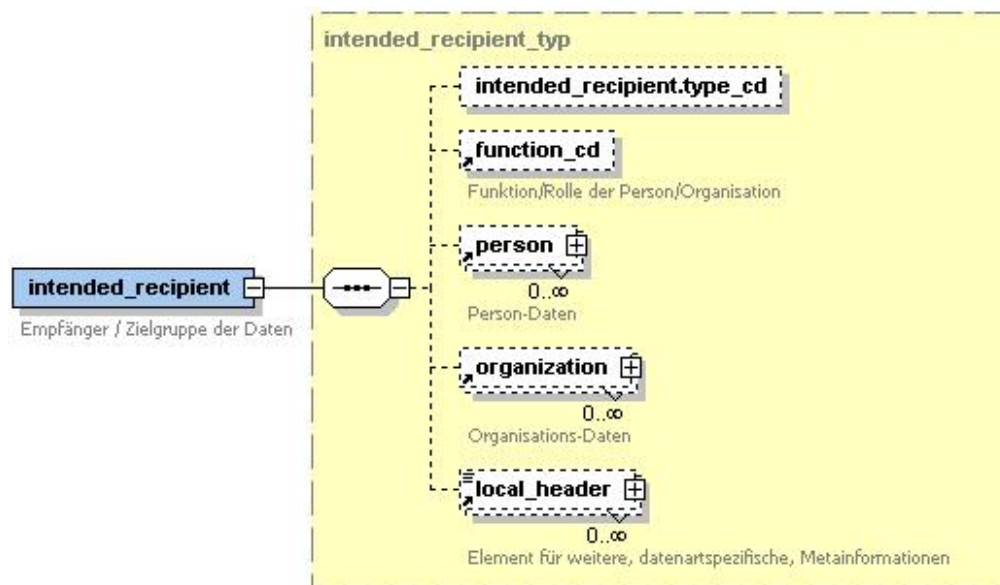 intended_recipient_typ
intended_recipient.type_cd
function_cd
Funktion/Rolle der Person/Organisation
person
0..∞
Person-Daten
intended_recipient
Empfänger / Zielgruppe der Daten
organization
0..∞
Organisations-Daten
local_header
0..∞
Element für weitere, datenartspezifische, Metainformationen